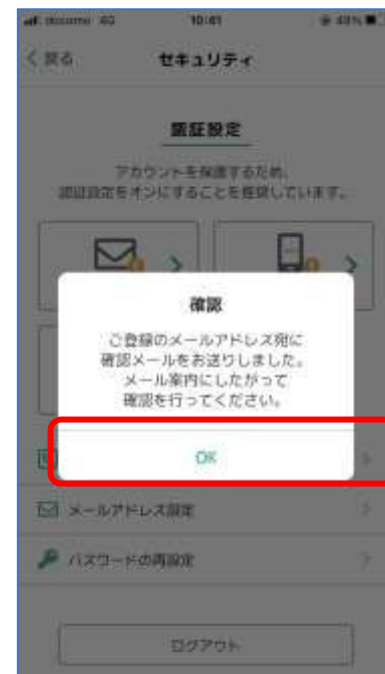 docomo 4G 10:41 49%
戻る セキュリティ
認証設定
アカウントを保護するため、
認証設定をオンにすることを推奨しています。
確認
ご登録のメールアドレス宛に
確認メールをお送りしました。
メール案内にしたがって
確認を行ってください。
OK
メールアドレス設定
パスワードの再設定
ログアウト